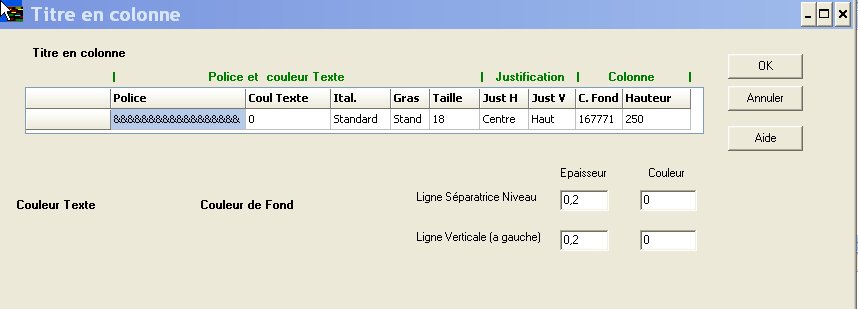 Titre en colonne
Titre en colonne
Police et couleur Texte Justification Colonne
Police Coul Texte Ital. Gras Taille Just H Just V C. Fond Hauteur
&&&&&&&&&&&&&&&&&& 0 Standard Stand 18 Centre Haut 167771 250
OK
Annuler
Aide
Epaisseur Couleur
Ligne Séparatrice Niveau 0,2 0
Couleur Texte Couleur de Fond
Ligne Verticale (a gauche) 0,2 0